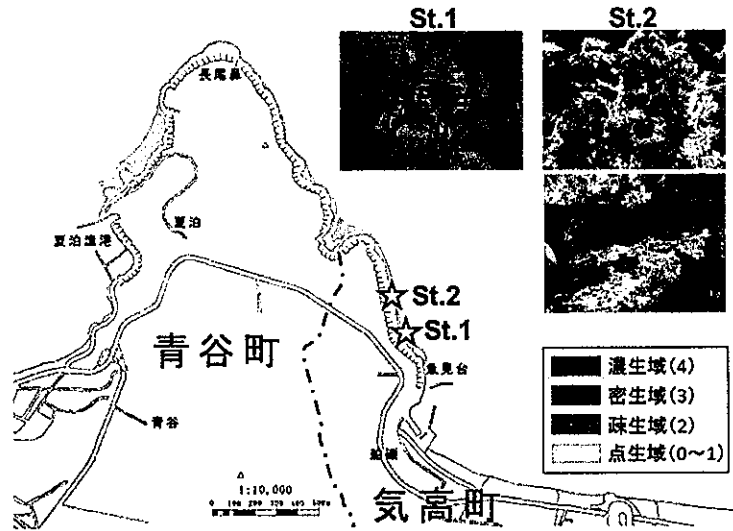 St.1
St.2
長尾鼻
夏泊
夏泊漁港
St.2
St.1
青谷町
魚見台
青谷
1:10,000
気高町
濃生域(4)
密生域(3)
疎生域(2)
点生域(0～1)